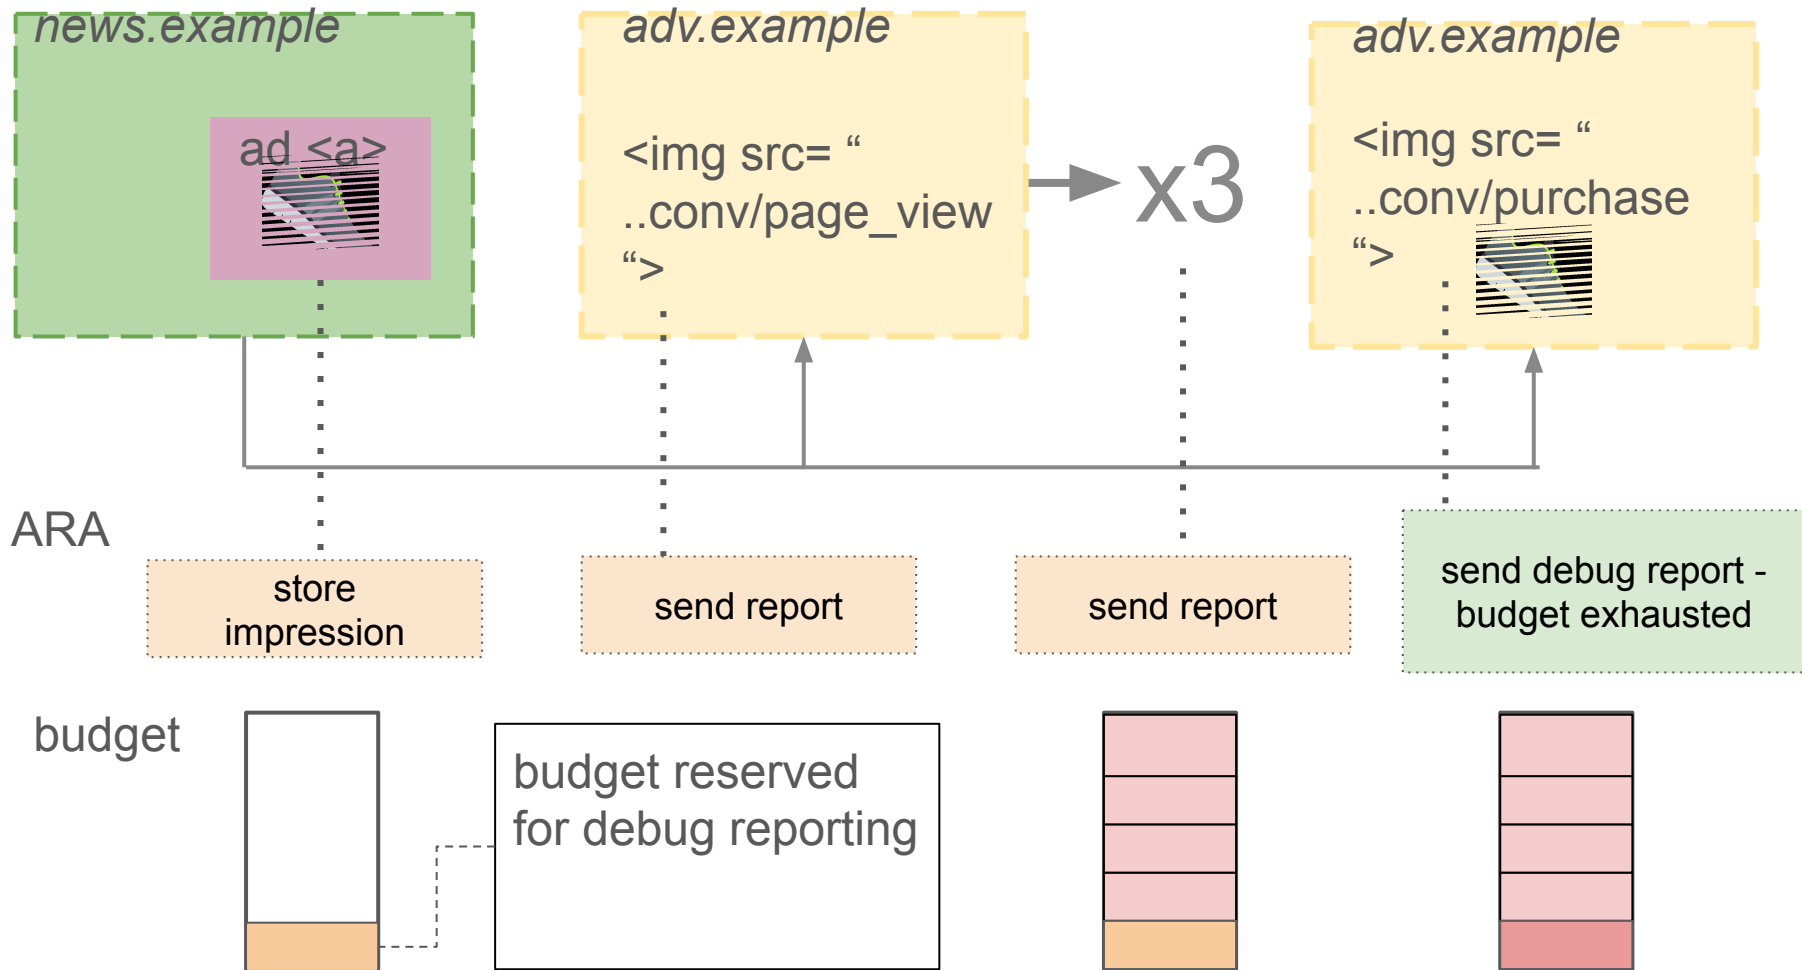 news.example
ad <a>
adv.example
<img src= “
..conv/page_view
“>
x3
adv.example
<img src= “
..conv/purchase
“>
ARA
store
impression
send report
send report
send debug report -
budget exhausted
budget
budget reserved
for debug reporting